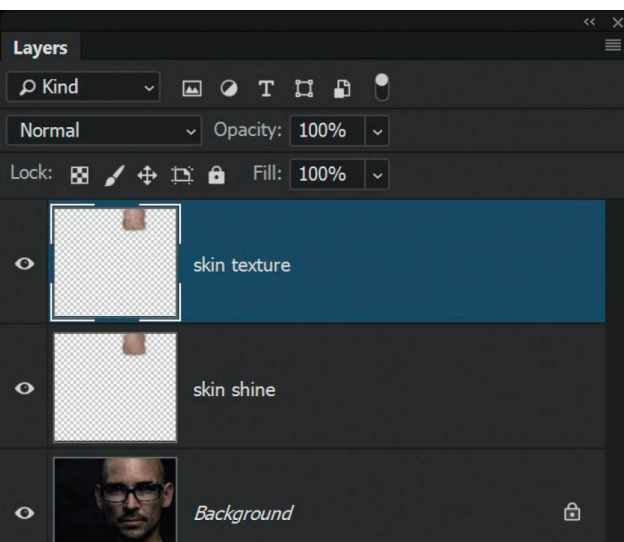 Layers
Kind
Normal Opacity: 100%
Lock: Fill: 100%
skin texture
skin shine
Background